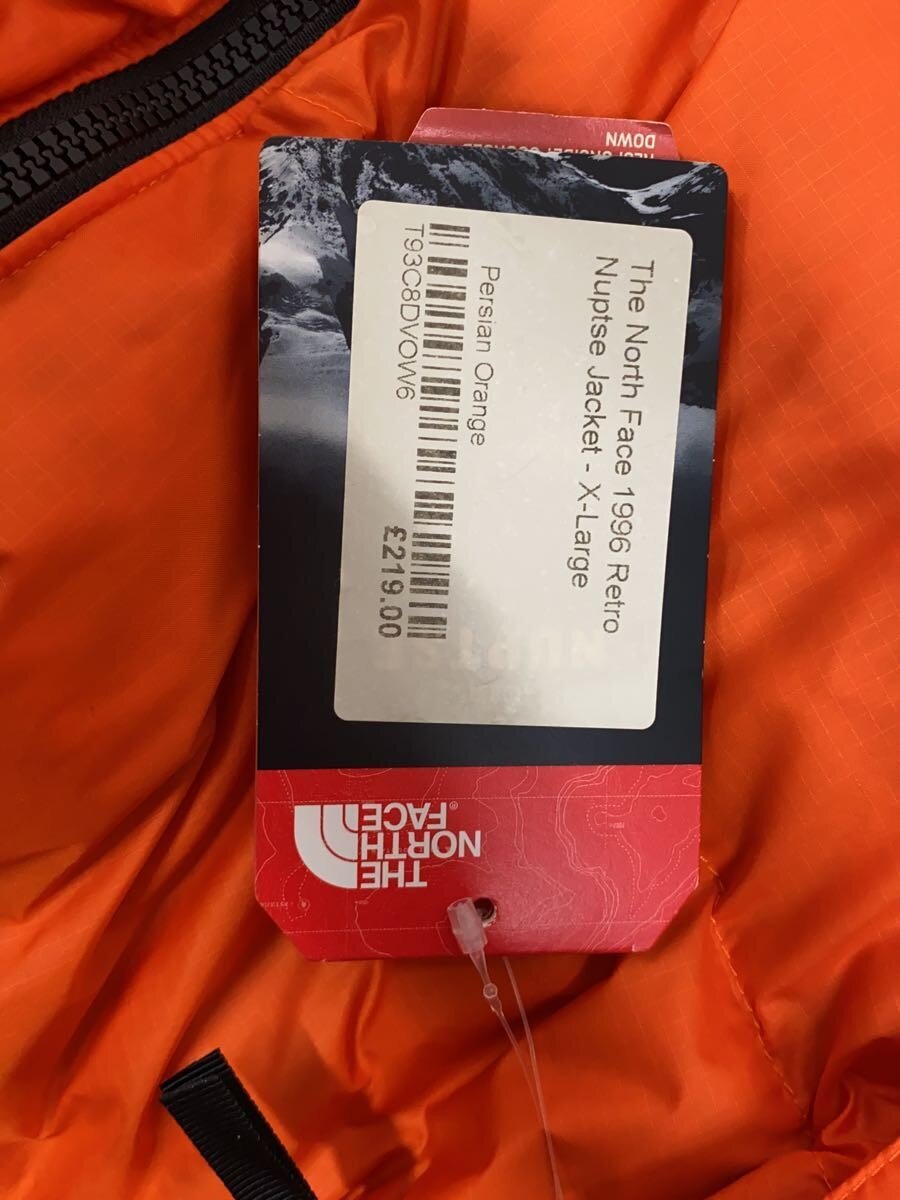 The North Face 1996 Retro
Nuptse Jacket - X-Large
Persian Orange
T93C8DVOW6
£219.00
THE
NORTH
FACE®
DOWN